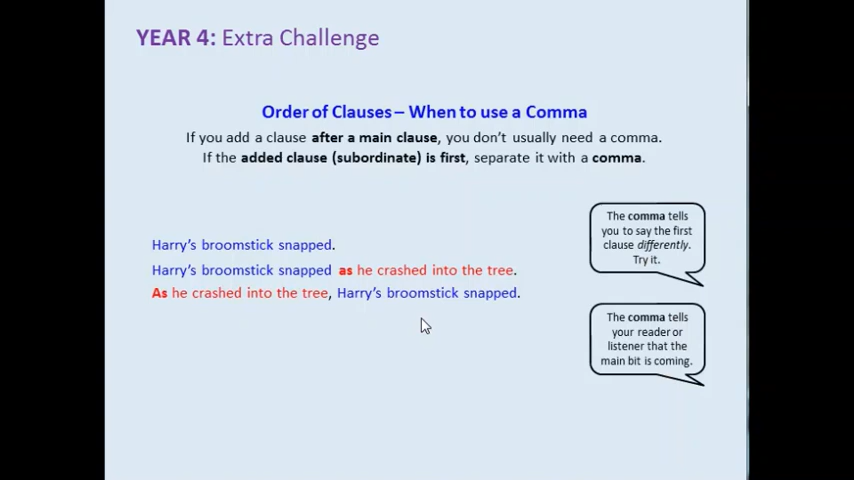 YEAR 4: Extra Challenge
Order of Clauses – When to use a Comma
If you add a clause after a main clause, you don't usually need a comma.
If the added clause (subordinate) is first, separate it with a comma.
Harry's broomstick snapped.
Harry's broomstick snapped as he crashed into the tree.
As he crashed into the tree, Harry's broomstick snapped.
The comma tells
you to say the first
clause differently.
Try it.
The comma tells
your reader or
listener that the
main bit is coming.